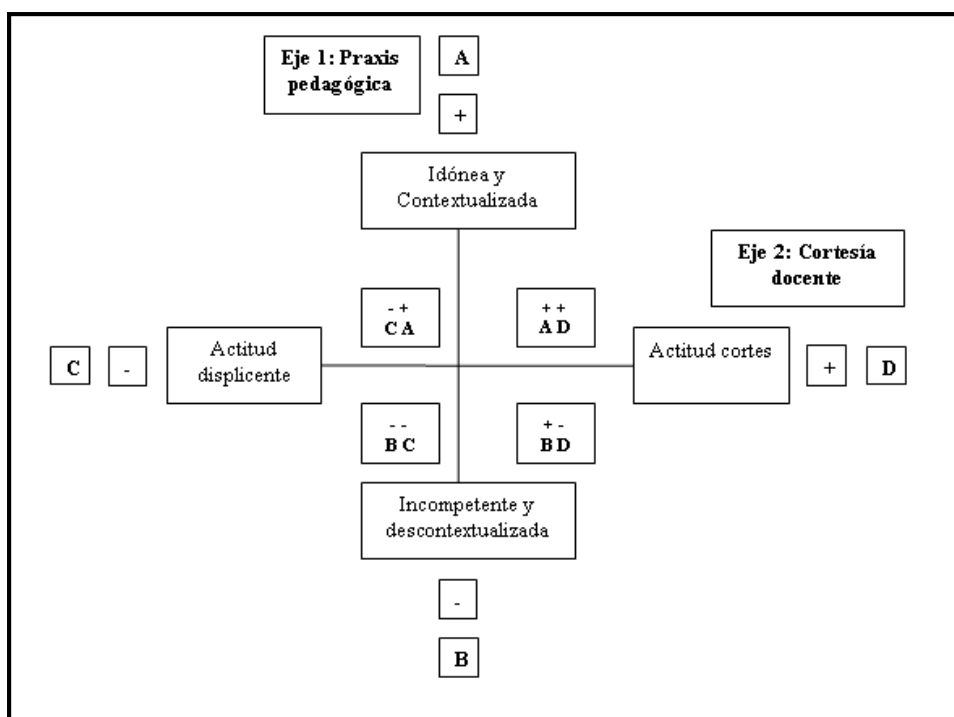 Eje 1: Praxis
pedagógica
A
+
Idónea y
Contextualizada
Eje 2: Cortesía
docente
- +
C A
+ +
A D
C
-
Actitud
displicente
Actitud cortes
+
D
- -
B C
+ -
B D
Incompetente y
descontextualizada
-
B